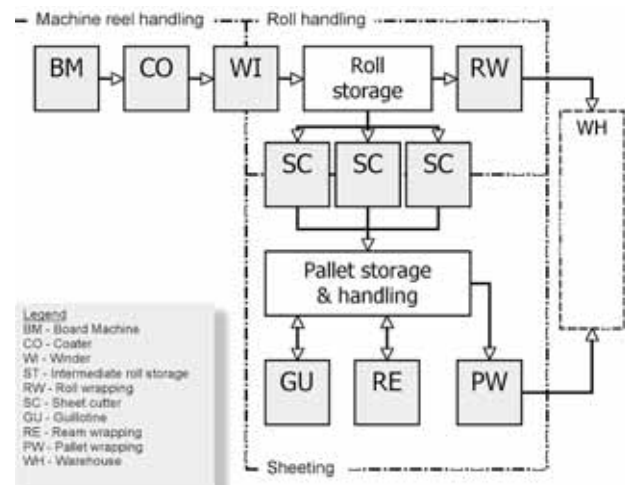 Machine reel handling
Roll handling
BM
CO
WI
Roll
storage
RW
WH
SC
SC
SC
Pallet storage
& handling
GU
RE
PW
Legend
BM - Board Machine
CO - Coater
WI - Winder
ST - Intermediate roll storage
RW - Roll wrapping
SC - Sheet cutter
GU - Guillotine
RE - Ream wrapping
PW - Pallet wrapping
WH - Warehouse
Sheeting